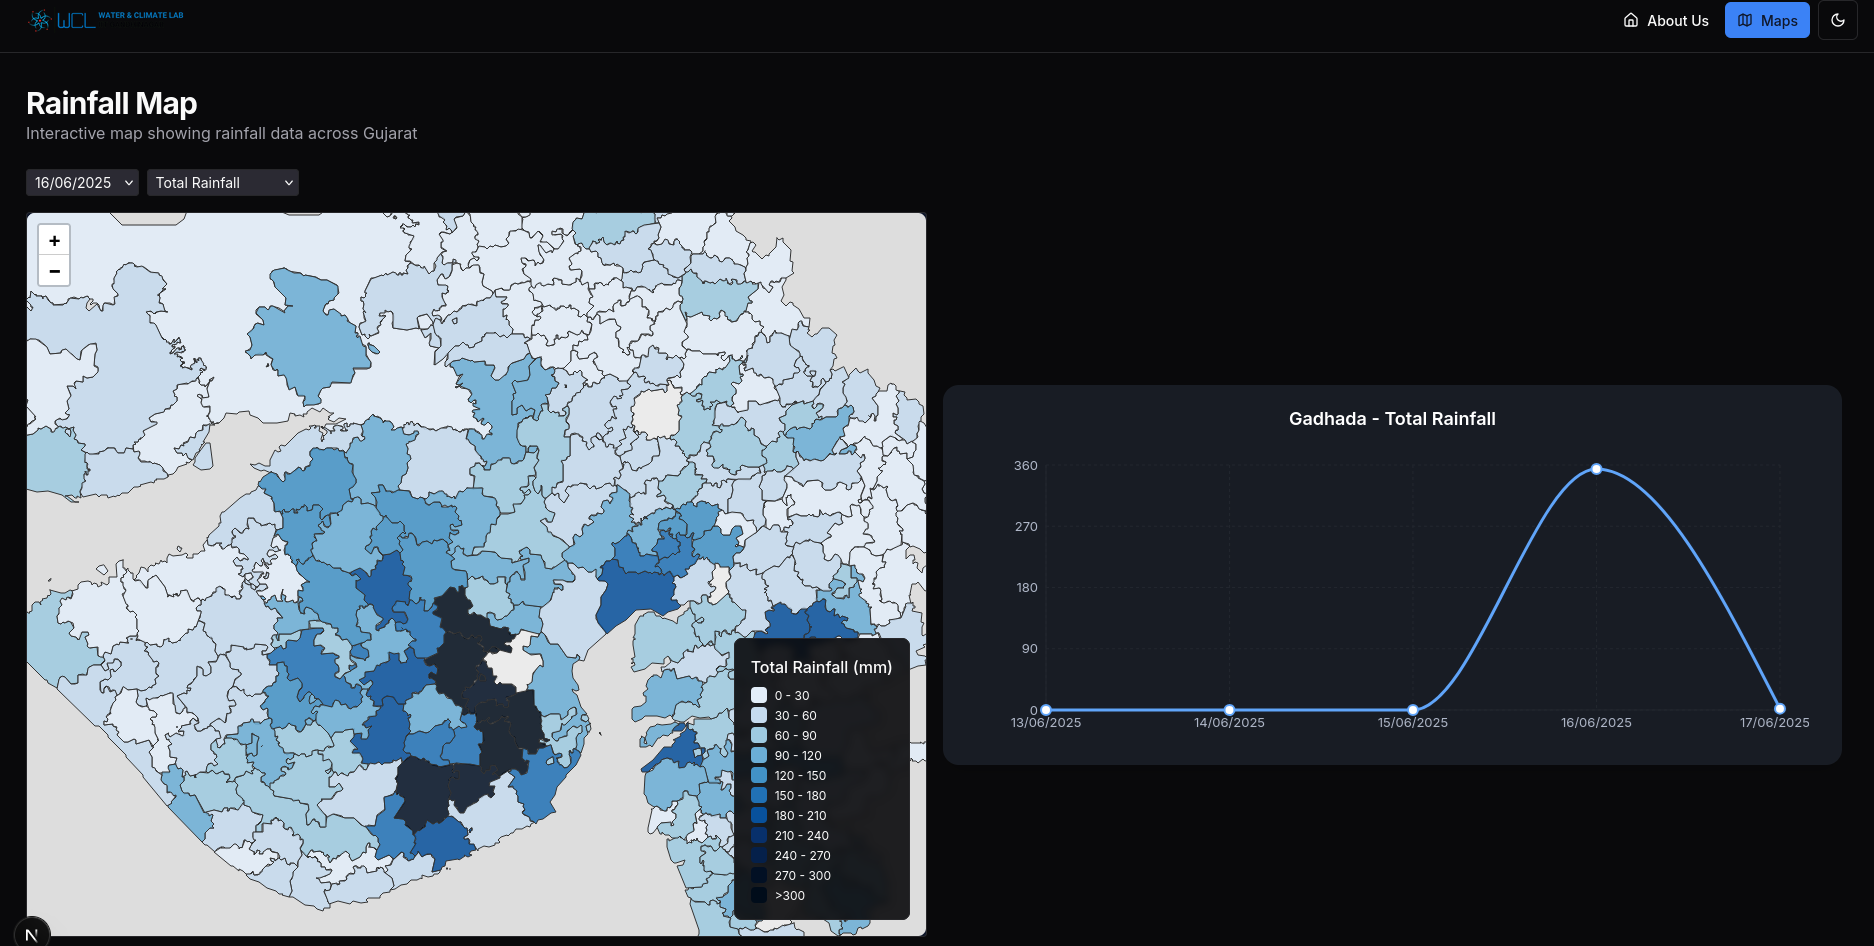 WCL WATER & CLIMATE LAB
About Us
Maps
Rainfall Map
Interactive map showing rainfall data across Gujarat
16/06/2025
Total Rainfall
+
−
Total Rainfall (mm)
0 - 30
30 - 60
60 - 90
90 - 120
120 - 150
150 - 180
180 - 210
210 - 240
240 - 270
270 - 300
>300
N
Gadhada - Total Rainfall
360
270
180
90
0
13/06/2025 14/06/2025 15/06/2025 16/06/2025 17/06/2025